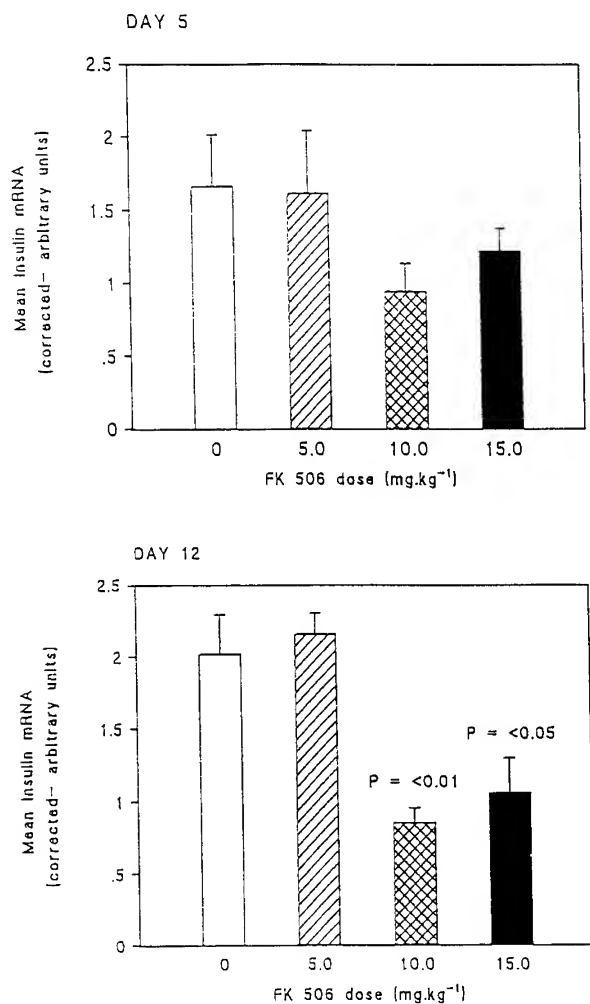 DAY 5
Mean Insulin mRNA
(corrected– arbitrary units)
2.5
2
1.5
1
.5
0
0 5.0 10.0 15.0
FK 506 dose (mg.kg⁻¹)
DAY 12
Mean Insulin mRNA
(corrected– arbitrary units)
2.5
2
1.5
1
.5
0
P = <0.01
P = <0.05
0 5.0 10.0 15.0
FK 506 dose (mg.kg⁻¹)